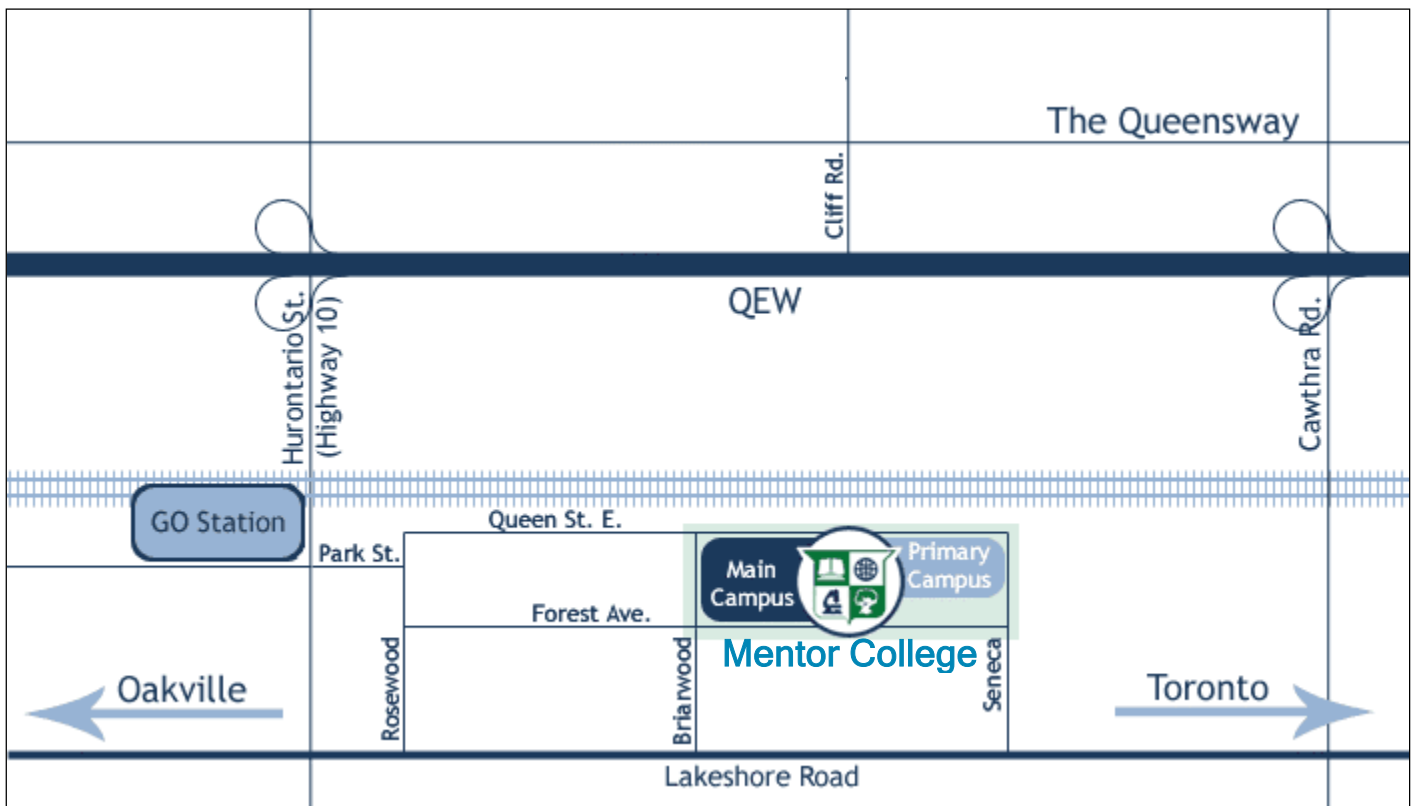 The Queensway
Cliff Rd.
QEW
Hurontario St.
(Highway 10)
Cawthra Rd.
GO Station
Queen St. E.
Park St.
Main
Campus
Primary
Campus
Forest Ave.
Mentor College
Rosewood
Briarwood
Seneca
Oakville
Toronto
Lakeshore Road